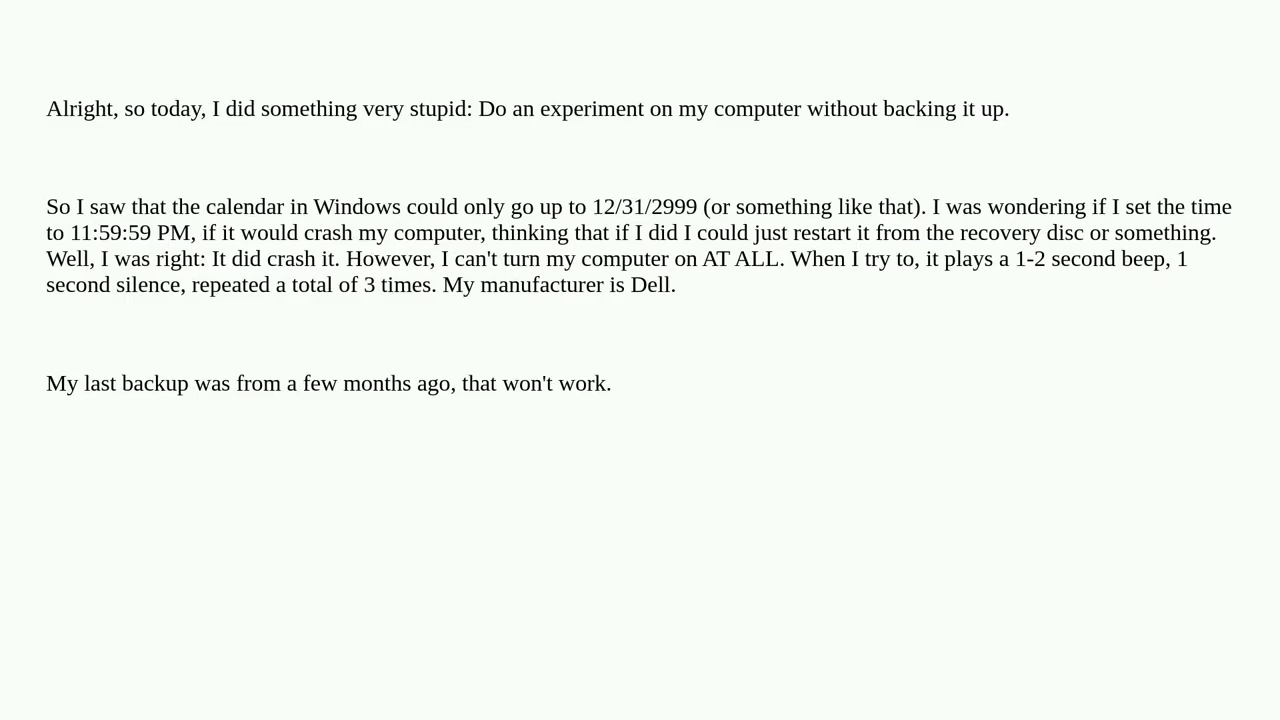 Alright, so today, I did something very stupid: Do an experiment on my computer without backing it up.
So I saw that the calendar in Windows could only go up to 12/31/2999 (or something like that). I was wondering if I set the time
to 11:59:59 PM, if it would crash my computer, thinking that if I did I could just restart it from the recovery disc or something.
Well, I was right: It did crash it. However, I can't turn my computer on AT ALL. When I try to, it plays a 1-2 second beep, 1
second silence, repeated a total of 3 times. My manufacturer is Dell.
My last backup was from a few months ago, that won't work.